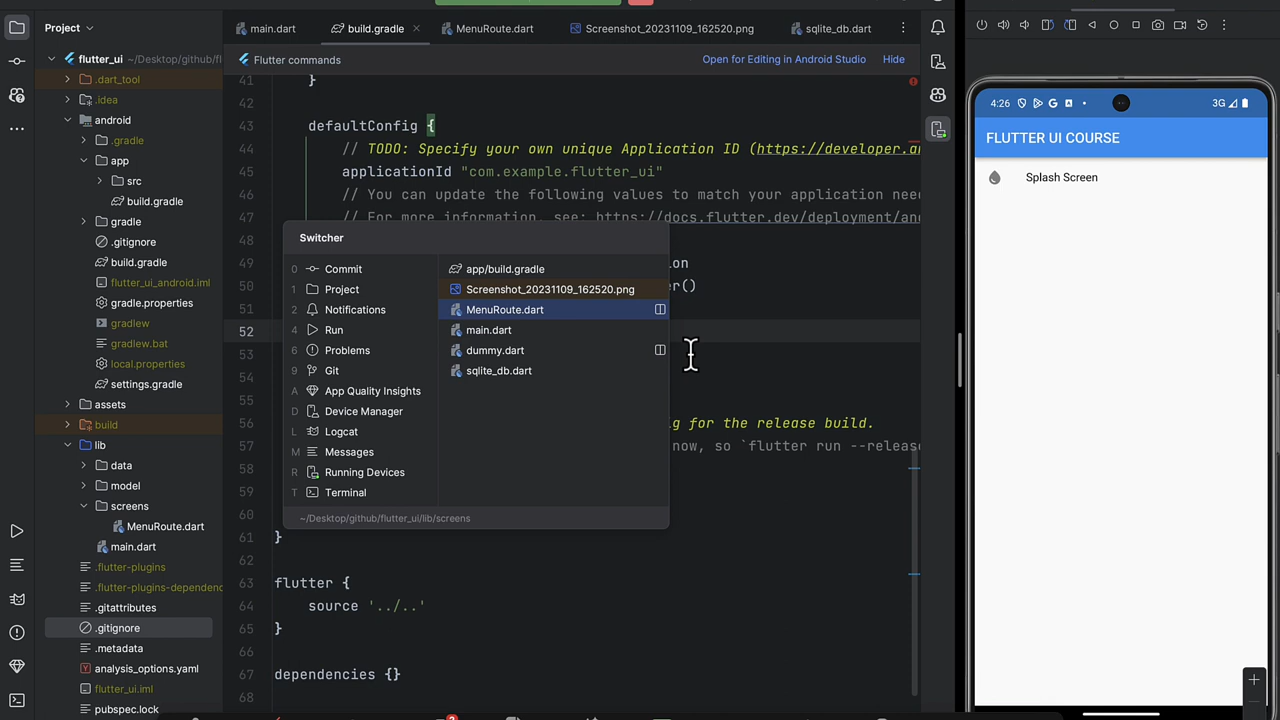 Project
main.dart
build.gradle
MenuRoute.dart
Screenshot_20231109_162520.png
sqlite_db.dart
flutter_ui ~/Desktop/github/fl
.dart_tool
.idea
android
.gradle
app
src
build.gradle
gradle
.gitignore
build.gradle
flutter_ui_android.iml
gradle.properties
gradlew
gradlew.bat
local.properties
settings.gradle
assets
build
lib
data
model
screens
MenuRoute.dart
main.dart
.flutter-plugins
.flutter-plugins-dependenc
.gitattributes
.gitignore
.metadata
analysis_options.yaml
flutter_ui.iml
pubspec.lock
Flutter commands
Open for Editing in Android Studio
Hide
41 }
42
43 defaultConfig {
44 // TODO: Specify your own unique Application ID (https://developer.an
45 applicationId "com.example.flutter_ui"
46 // You can update the following values to match your application need
47 // For more information, see: https://docs.flutter.dev/deployment/an
48
49 on
50 r()
51
52
53
54
55
56 g for the release build.
57 now, so `flutter run --release
58
59
60
61 }
62
63 flutter {
64 source '../..'
65 }
66
67 dependencies {}
68
Switcher
0 Commit
1 Project
2 Notifications
4 Run
6 Problems
9 Git
A App Quality Insights
D Device Manager
L Logcat
M Messages
R Running Devices
T Terminal
app/build.gradle
Screenshot_20231109_162520.png
MenuRoute.dart
main.dart
dummy.dart
sqlite_db.dart
~/Desktop/github/flutter_ui/lib/screens
4:26
3G
FLUTTER UI COURSE
Splash Screen